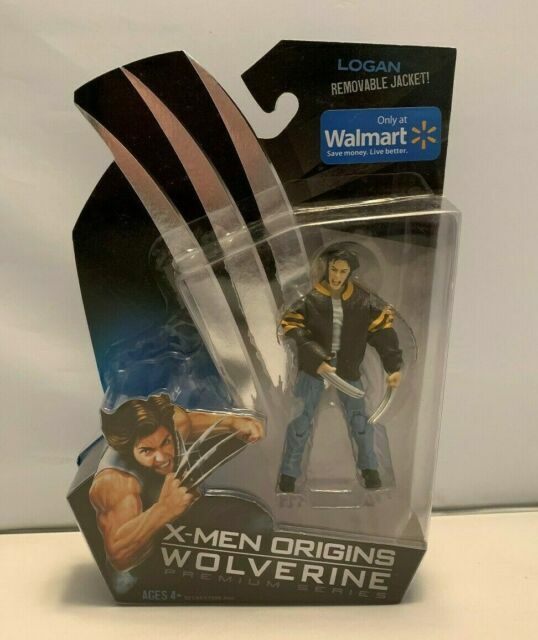 LOGAN
REMOVABLE JACKET!
Only at
Walmart
Save money. Live better.
X-MEN ORIGINS
WOLVERINE
PREMIUM SERIES
AGES 4+